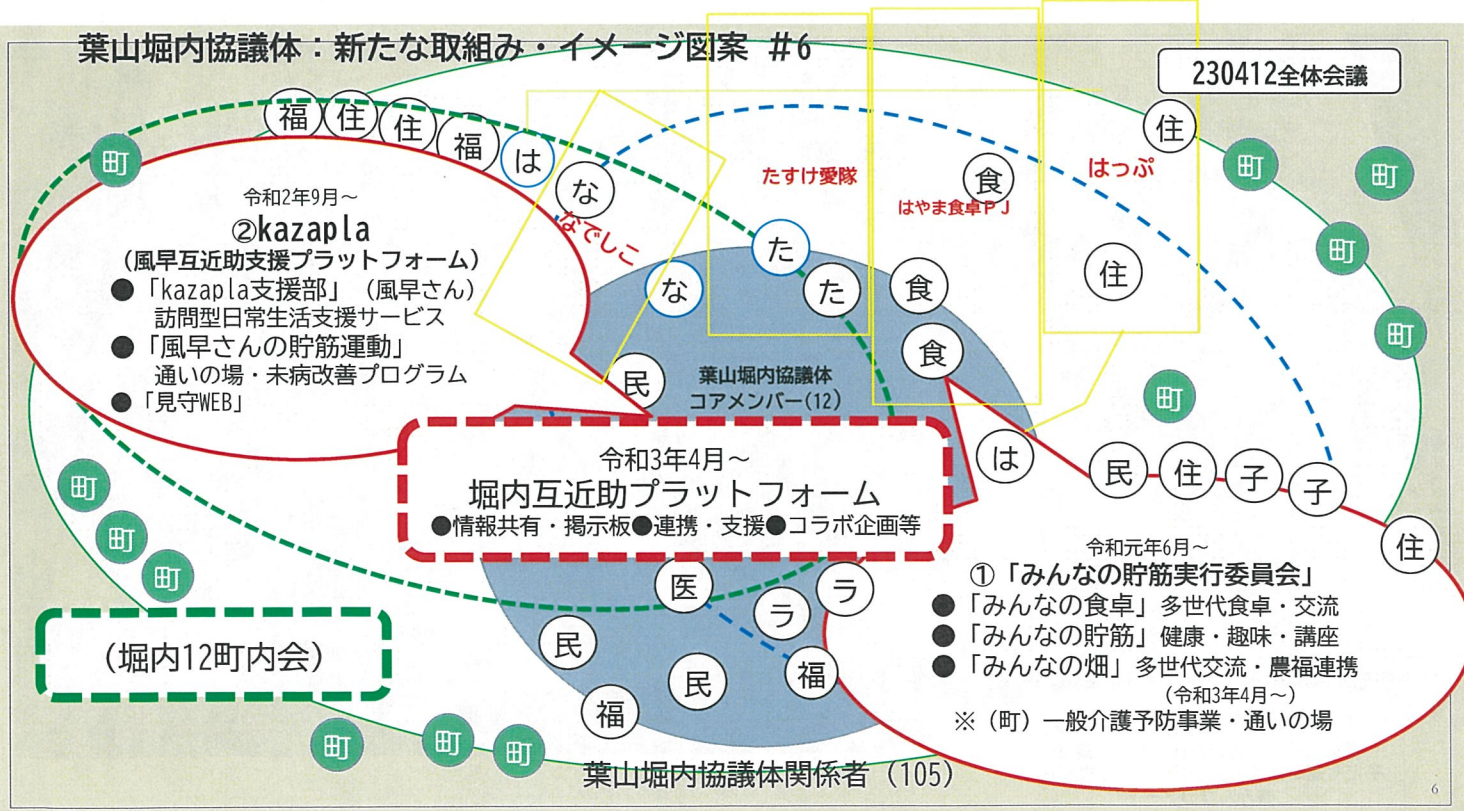 葉山堀内協議体：新たな取組み・イメージ図案 #6
230412全体会議
福
住
住
福
は
な
な
た
た
食
食
食
住
住
町
町
町
町
町
町
なでしこ
たすけ愛隊
はやま食卓ＰＪ
はっぷ
令和2年9月～
②kazapla
(風早互近助支援プラットフォーム)
●「kazapla支援部」（風早さん）
訪問型日常生活支援サービス
●「風早さんの貯筋運動」
通いの場・未病改善プログラム
●「見守WEB」
民
葉山堀内協議体
コアメンバー(12)
は
民
住
子
子
住
令和3年4月～
堀内互近助プラットフォーム
●情報共有・掲示板●連携・支援●コラボ企画等
町
町
町
令和元年6月～
①「みんなの貯筋実行委員会」
●「みんなの食卓」多世代食卓・交流
●「みんなの貯筋」健康・趣味・講座
●「みんなの畑」多世代交流・農福連携
（令和3年4月～）
※（町）一般介護予防事業・通いの場
医
ラ
ラ
民
民
福
福
（堀内12町内会）
町
町
町
葉山堀内協議体関係者（105）
6